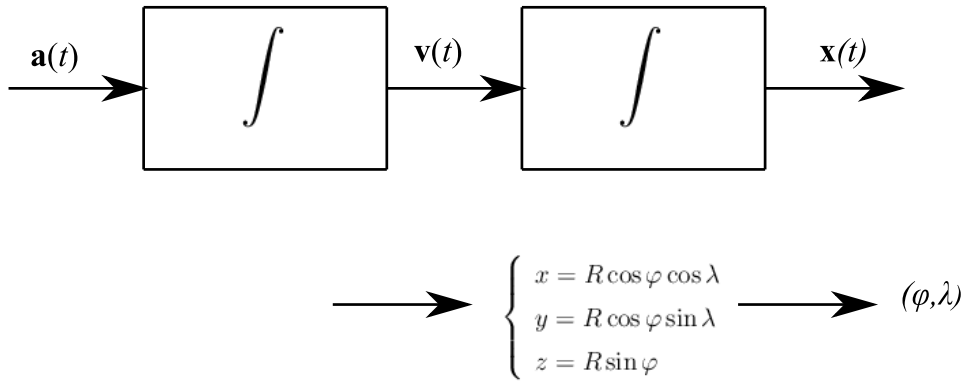 a(t) v(t) x(t)
∫ ∫
x = R cos φ cos λ
y = R cos φ sin λ
z = R sin φ
(φ,λ)